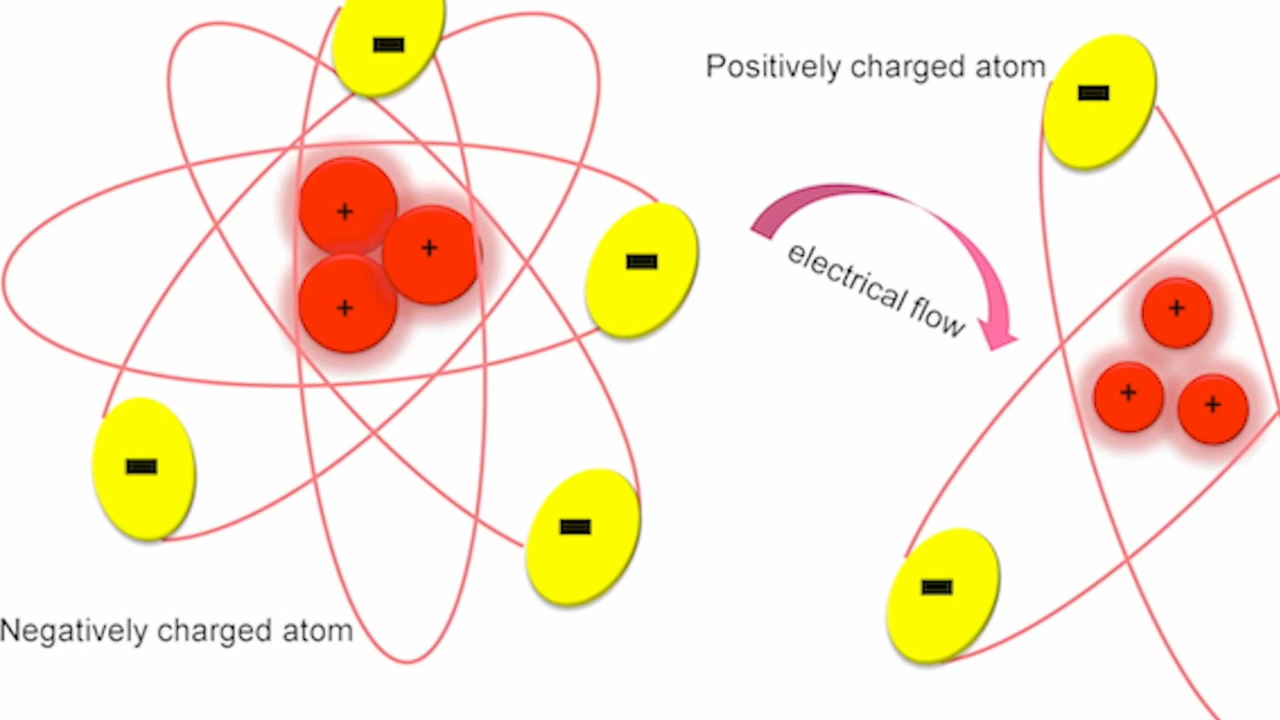 Positively charged atom
electrical flow
Negatively charged atom
+
+
+
+
+
+